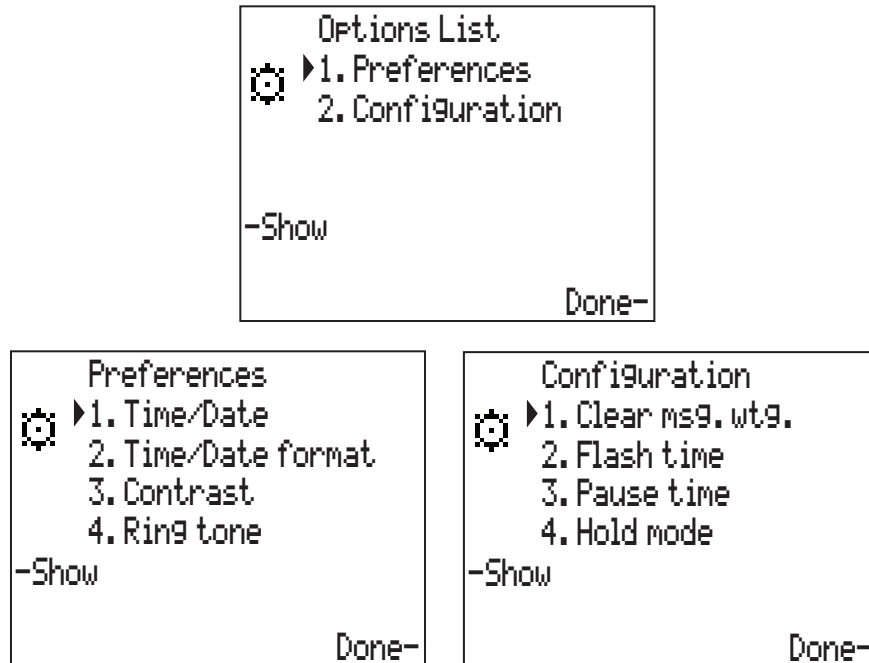 Options List
1. Preferences
2. Configuration
-Show
Done-
Preferences
1. Time/Date
2. Time/Date format
3. Contrast
4. Ring tone
-Show
Done-
Configuration
1. Clear msg. wtg.
2. Flash time
3. Pause time
4. Hold mode
-Show
Done-